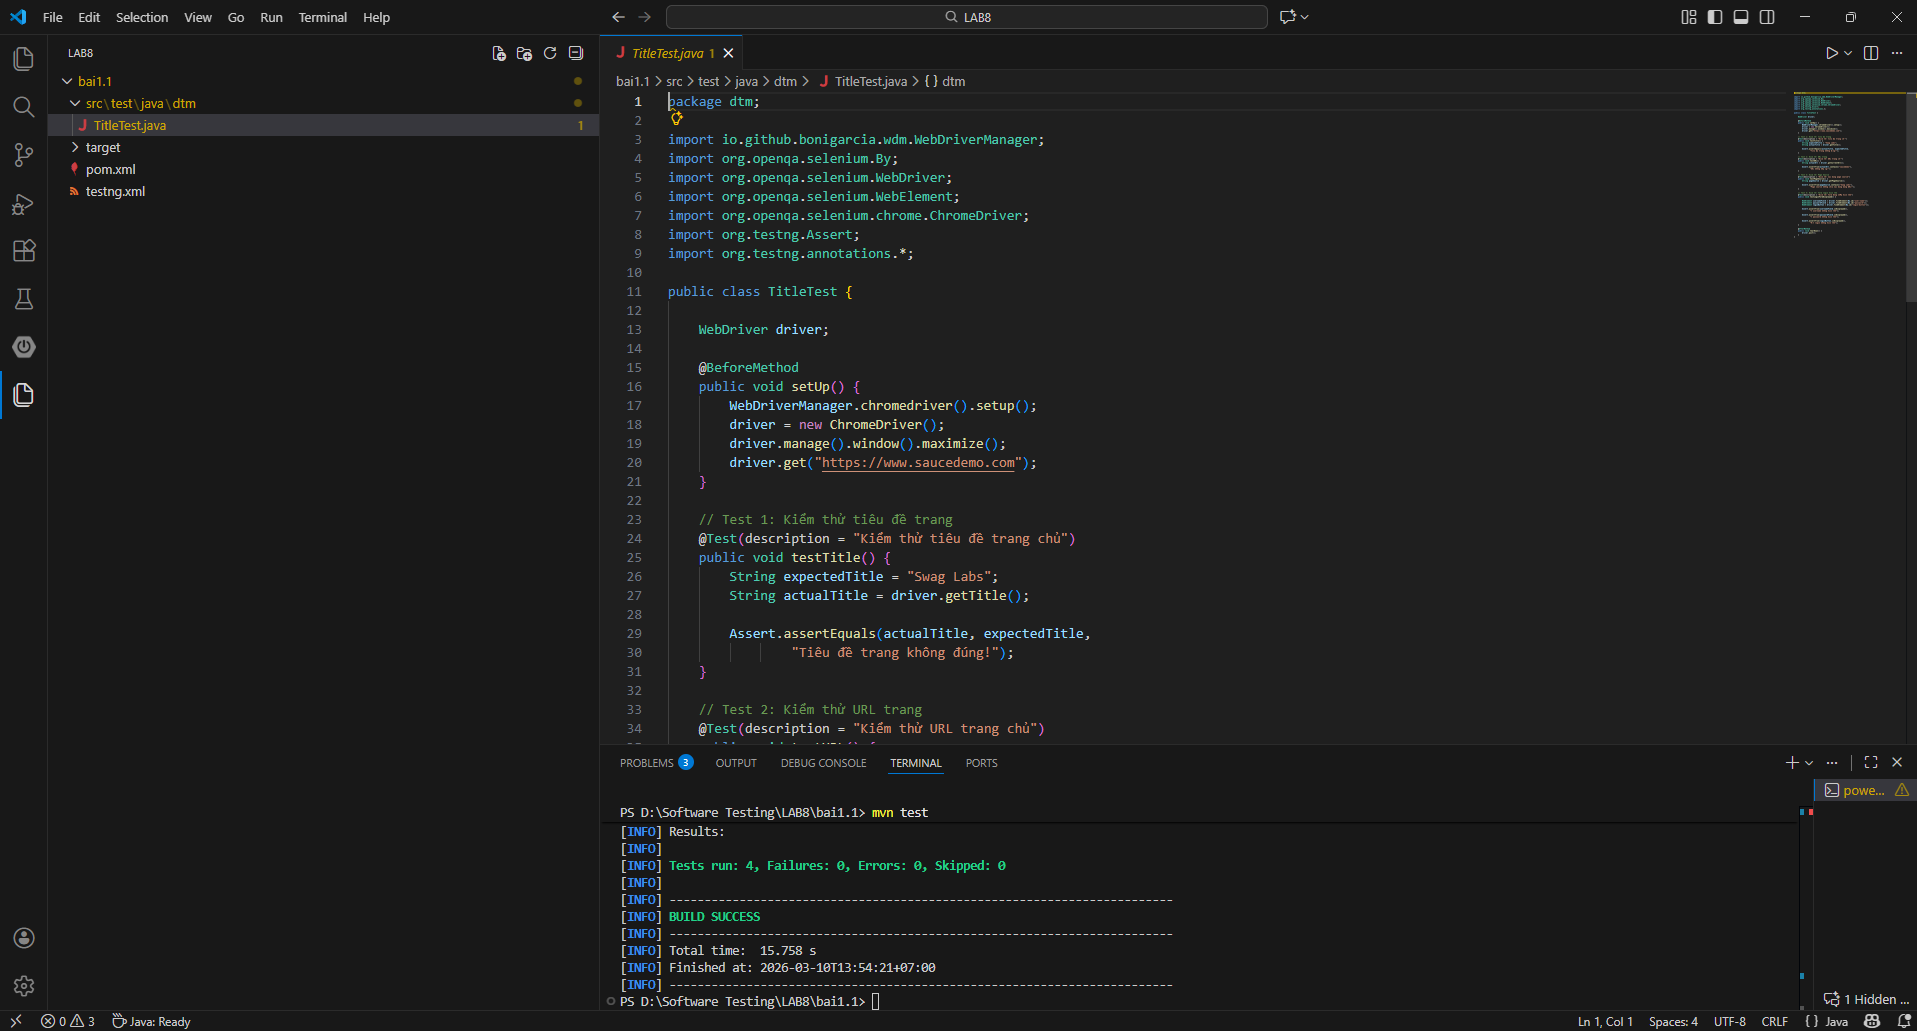 File Edit Selection View Go Run Terminal Help
LAB8
LAB8
bai1.1
src\test\java\dtm
TitleTest.java 1
target
pom.xml
testng.xml
TitleTest.java 1
bai1.1 > src > test > java > dtm > TitleTest.java > {} dtm
1 package dtm;
2
3 import io.github.bonigarcia.wdm.WebDriverManager;
4 import org.openqa.selenium.By;
5 import org.openqa.selenium.WebDriver;
6 import org.openqa.selenium.WebElement;
7 import org.openqa.selenium.chrome.ChromeDriver;
8 import org.testng.Assert;
9 import org.testng.annotations.*;
10
11 public class TitleTest {
12
13 WebDriver driver;
14
15 @BeforeMethod
16 public void setUp() {
17 WebDriverManager.chromedriver().setup();
18 driver = new ChromeDriver();
19 driver.manage().window().maximize();
20 driver.get("https://www.saucedemo.com");
21 }
22
23 // Test 1: Kiểm thử tiêu đề trang
24 @Test(description = "Kiểm thử tiêu đề trang chủ")
25 public void testTitle() {
26 String expectedTitle = "Swag Labs";
27 String actualTitle = driver.getTitle();
28
29 Assert.assertEquals(actualTitle, expectedTitle,
30 "Tiêu đề trang không đúng!");
31 }
32
33 // Test 2: Kiểm thử URL trang
34 @Test(description = "Kiểm thử URL trang chủ")
PROBLEMS 3 OUTPUT DEBUG CONSOLE TERMINAL PORTS
powe...
PS D:\Software Testing\LAB8\bai1.1> mvn test
[INFO] Results:
[INFO]
[INFO] Tests run: 4, Failures: 0, Errors: 0, Skipped: 0
[INFO]
[INFO] ------------------------------------------------------------------------
[INFO] BUILD SUCCESS
[INFO] ------------------------------------------------------------------------
[INFO] Total time: 15.758 s
[INFO] Finished at: 2026-03-10T13:54:21+07:00
[INFO] ------------------------------------------------------------------------
PS D:\Software Testing\LAB8\bai1.1>
1 Hidden ...
0 3 Java: Ready Ln 1, Col 1 Spaces: 4 UTF-8 CRLF {} Java